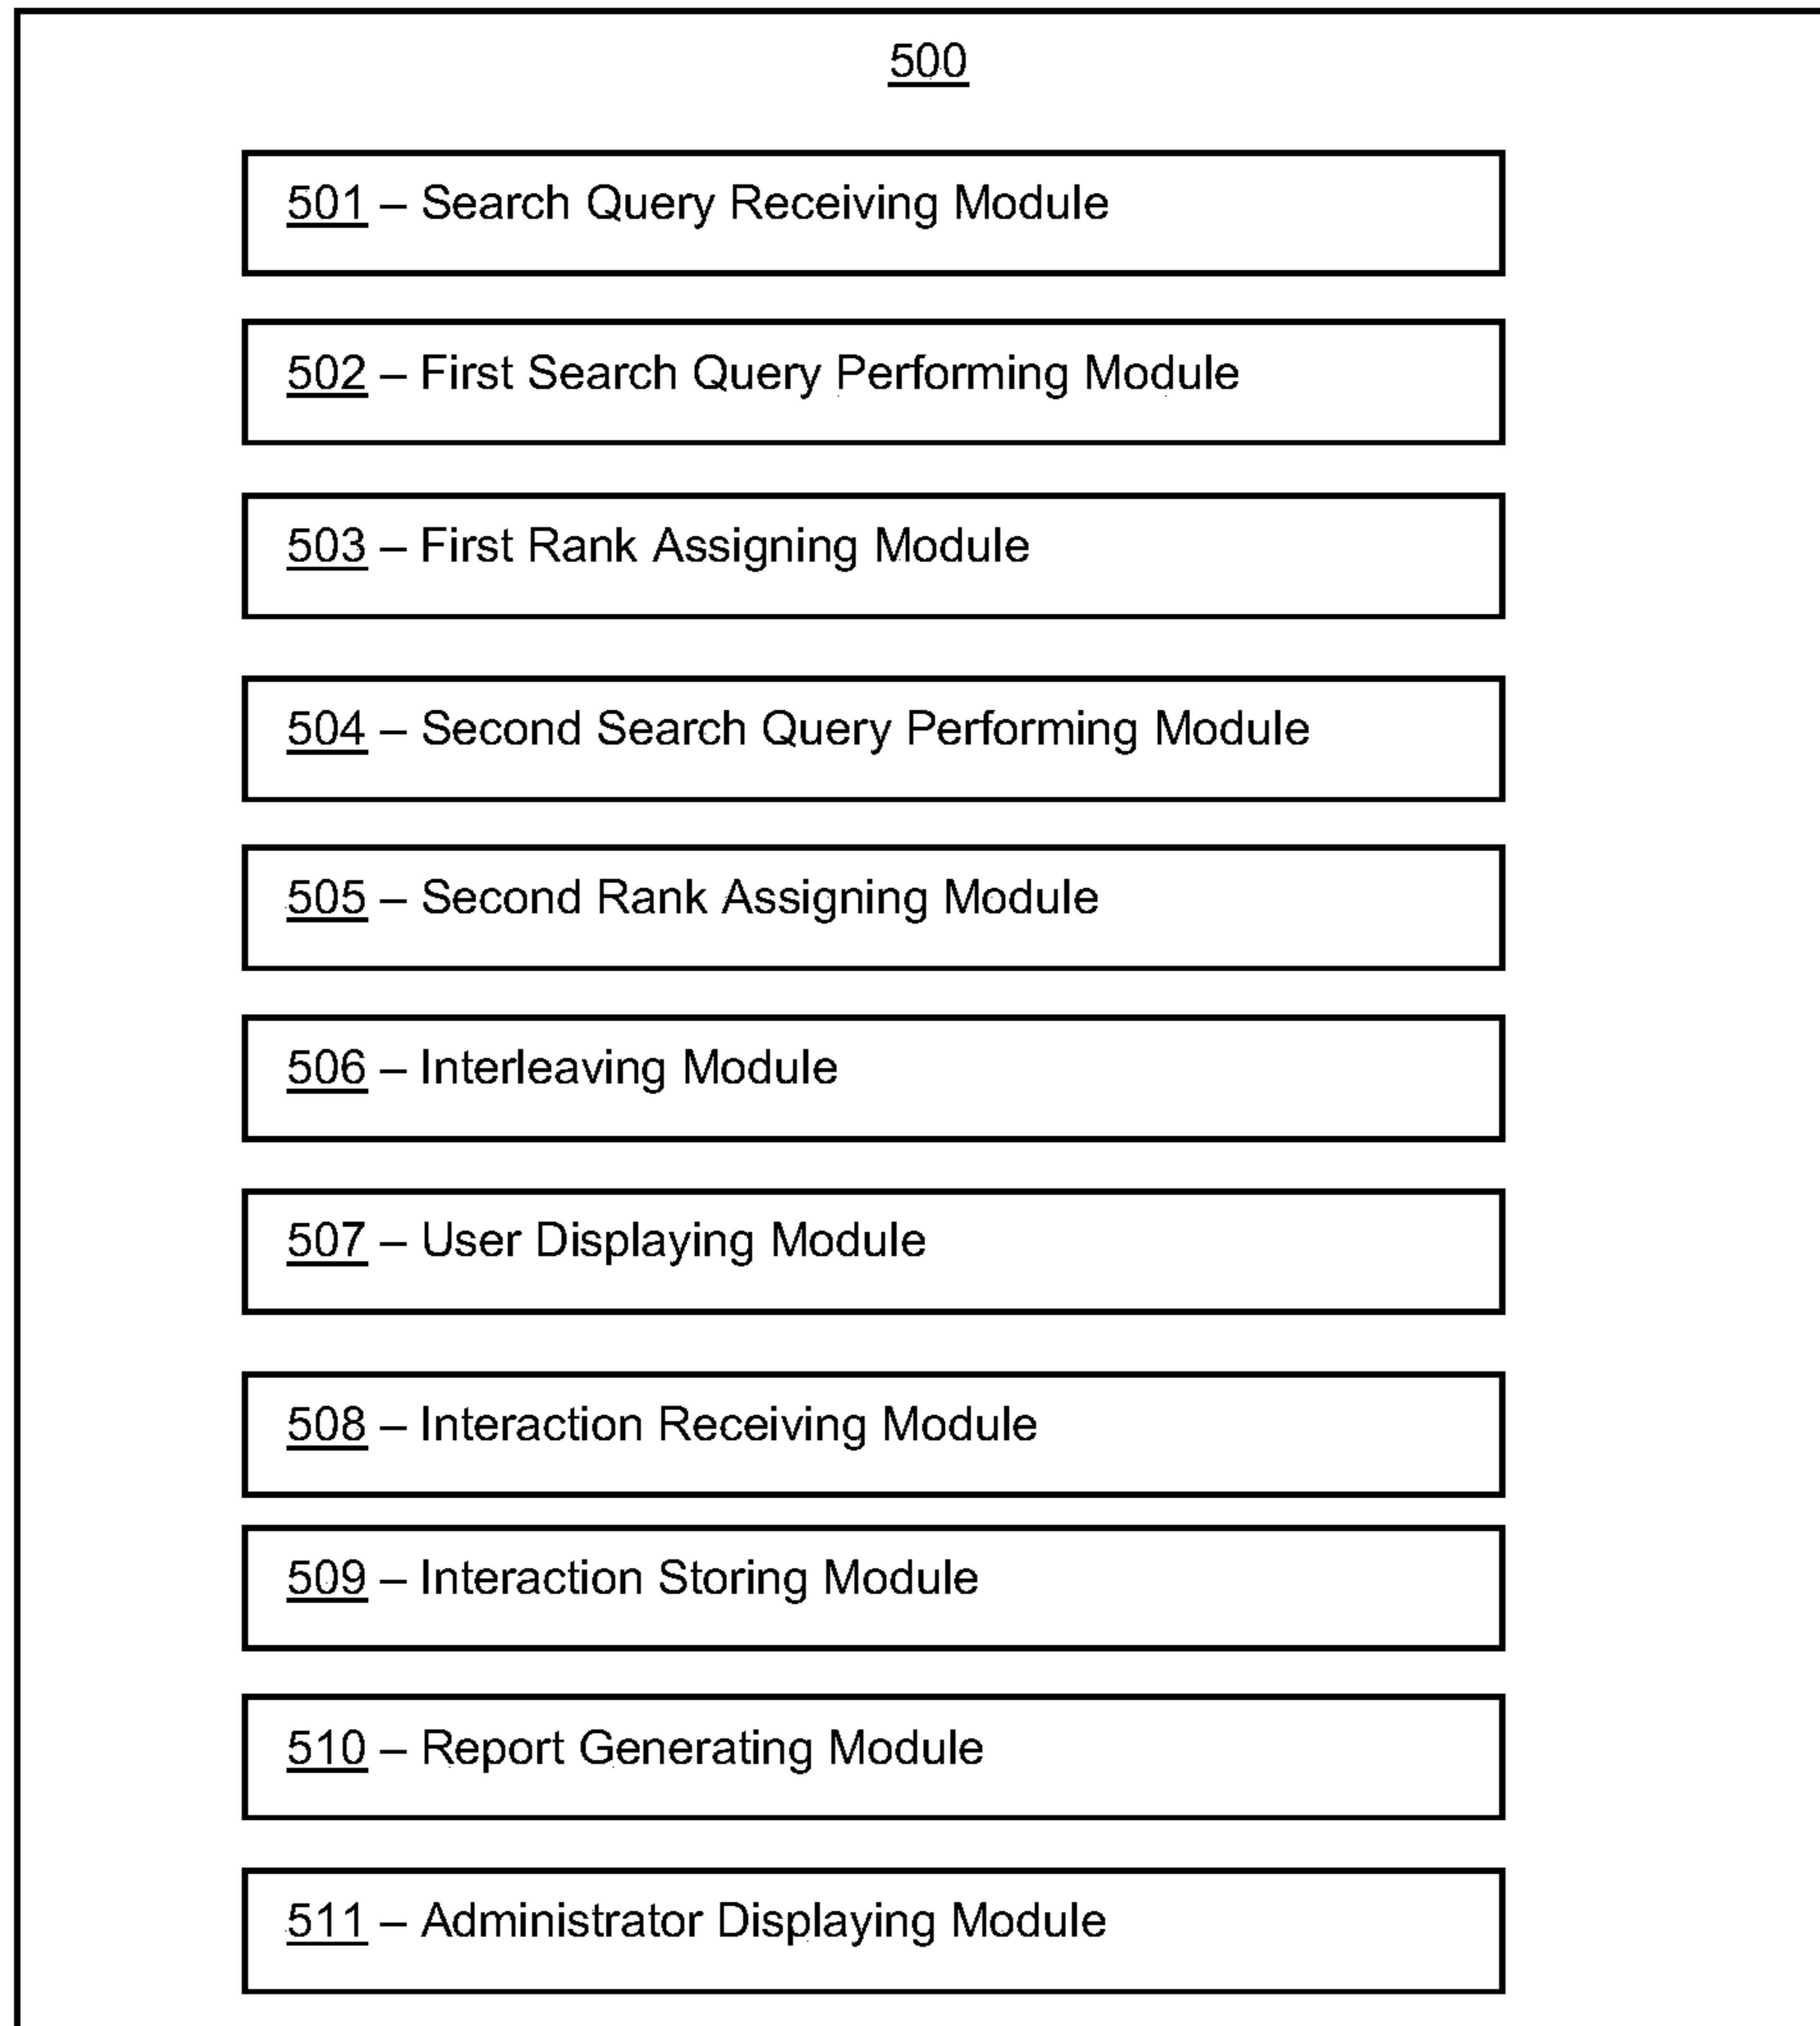 500
501 – Search Query Receiving Module
502 – First Search Query Performing Module
503 – First Rank Assigning Module
504 – Second Search Query Performing Module
505 – Second Rank Assigning Module
506 – Interleaving Module
507 – User Displaying Module
508 – Interaction Receiving Module
509 – Interaction Storing Module
510 – Report Generating Module
511 – Administrator Displaying Module